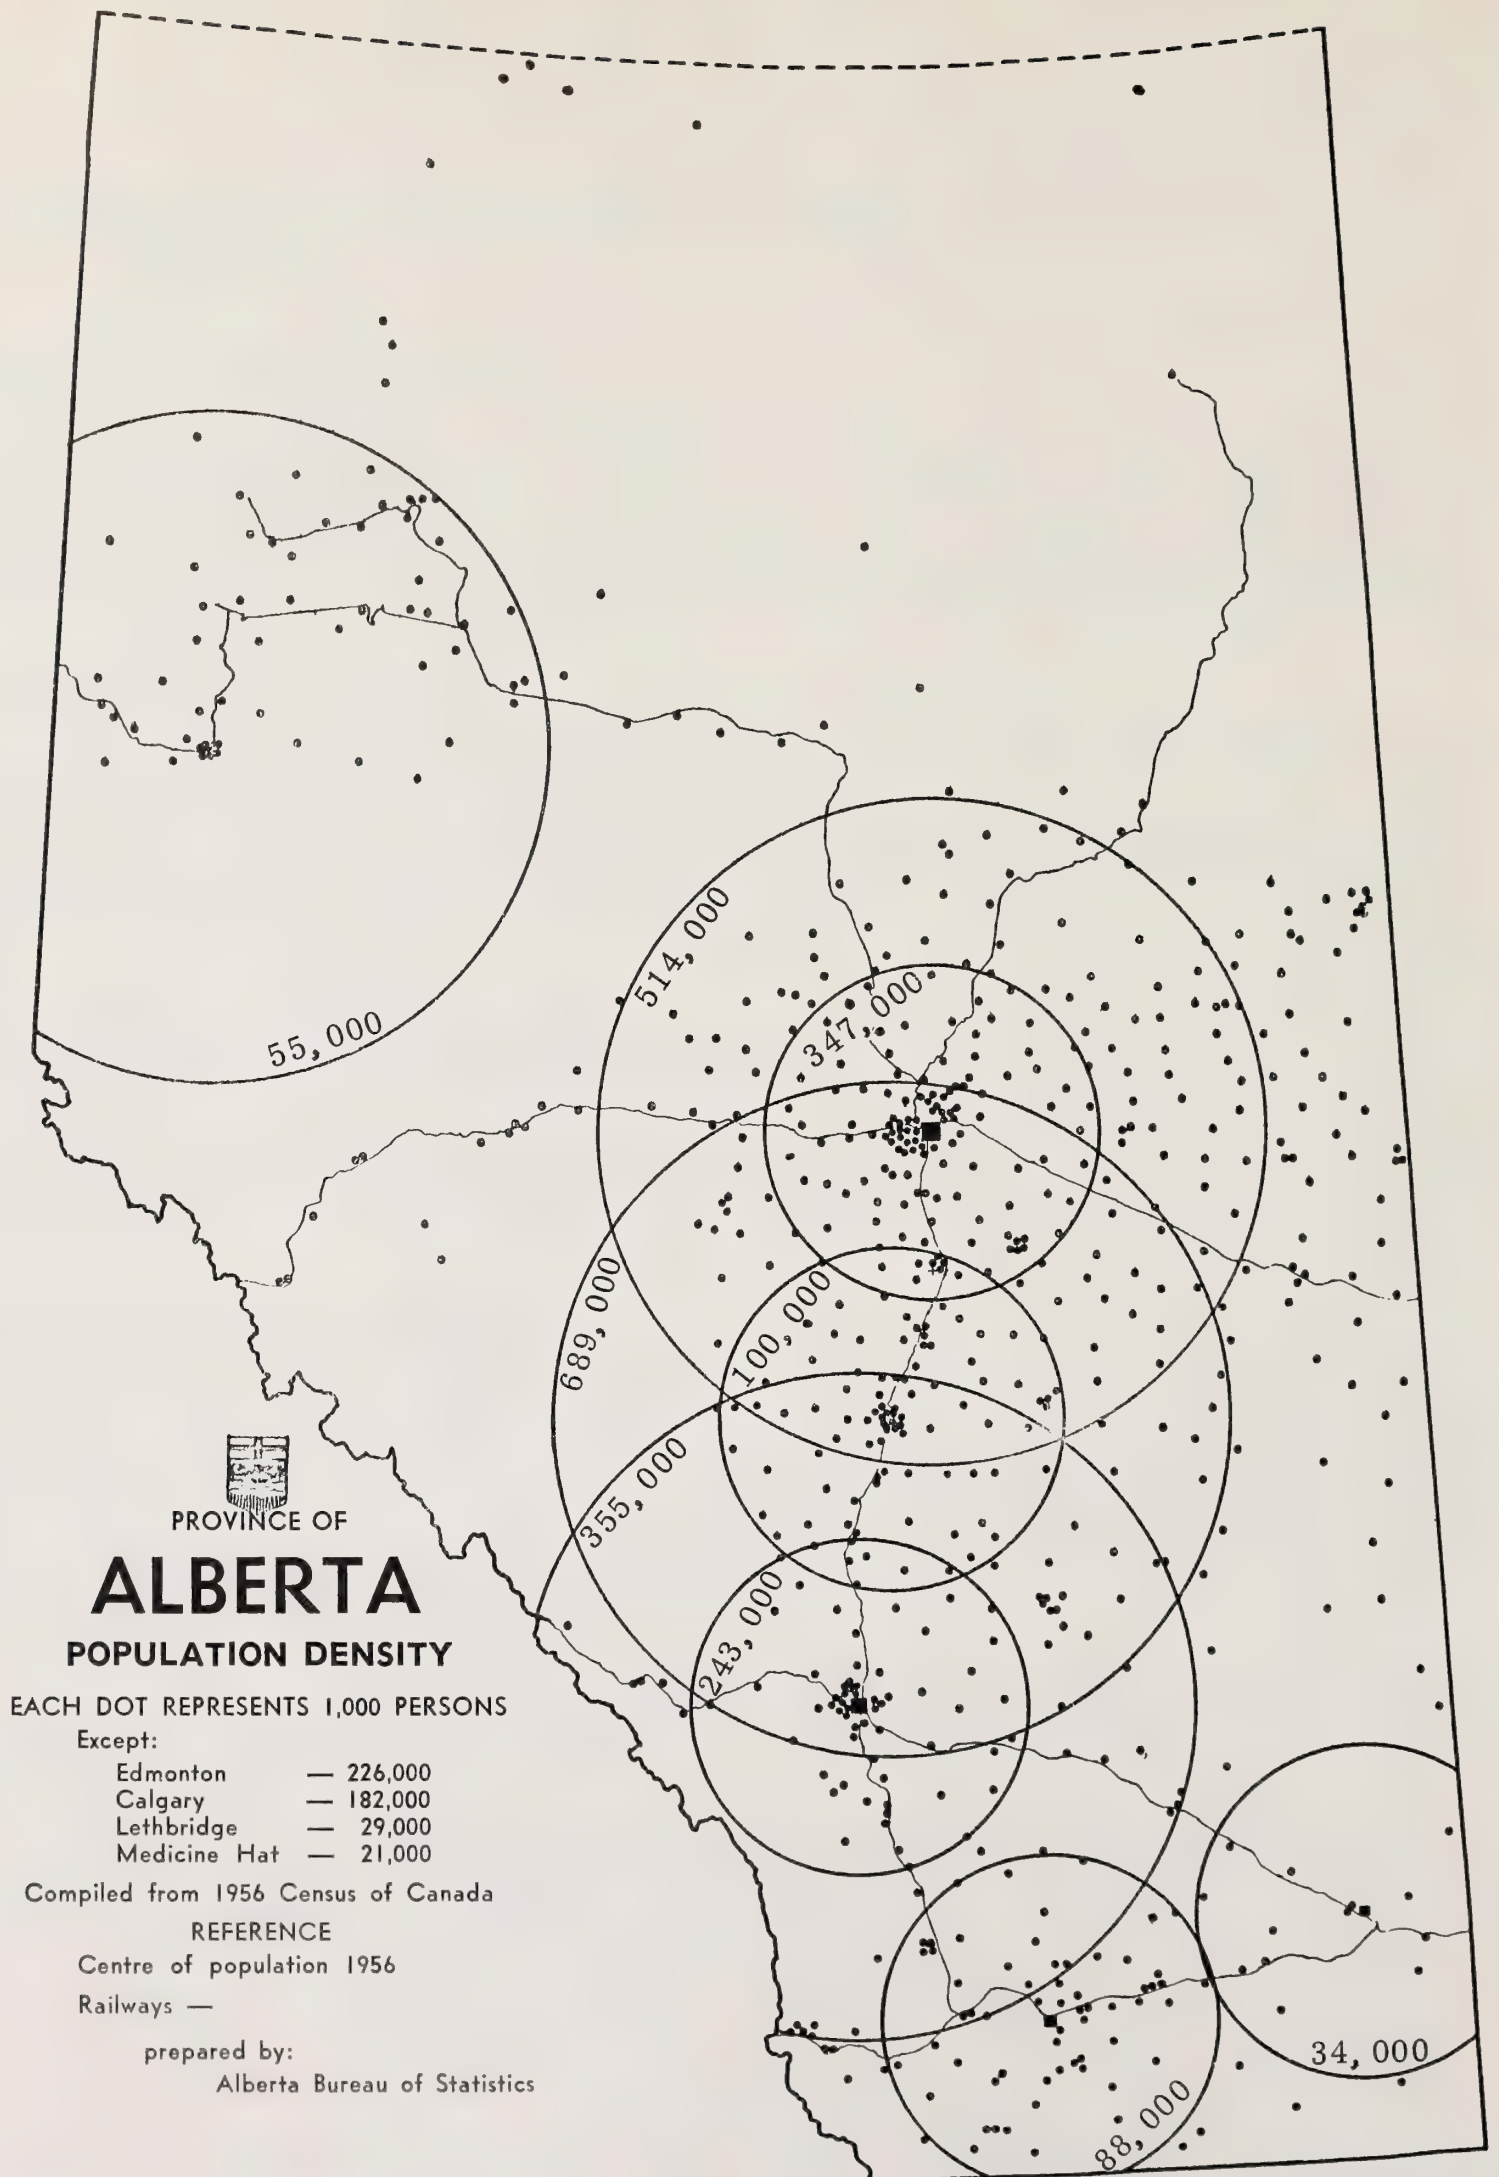 514,000
347,000
55,000
689,000
100,000
355,000
243,000
34,000
88,000
PROVINCE OF
ALBERTA
POPULATION DENSITY
EACH DOT REPRESENTS 1,000 PERSONS
Except:
Edmonton — 226,000
Calgary — 182,000
Lethbridge — 29,000
Medicine Hat — 21,000
Compiled from 1956 Census of Canada
REFERENCE
Centre of population 1956
Railways —
prepared by:
Alberta Bureau of Statistics